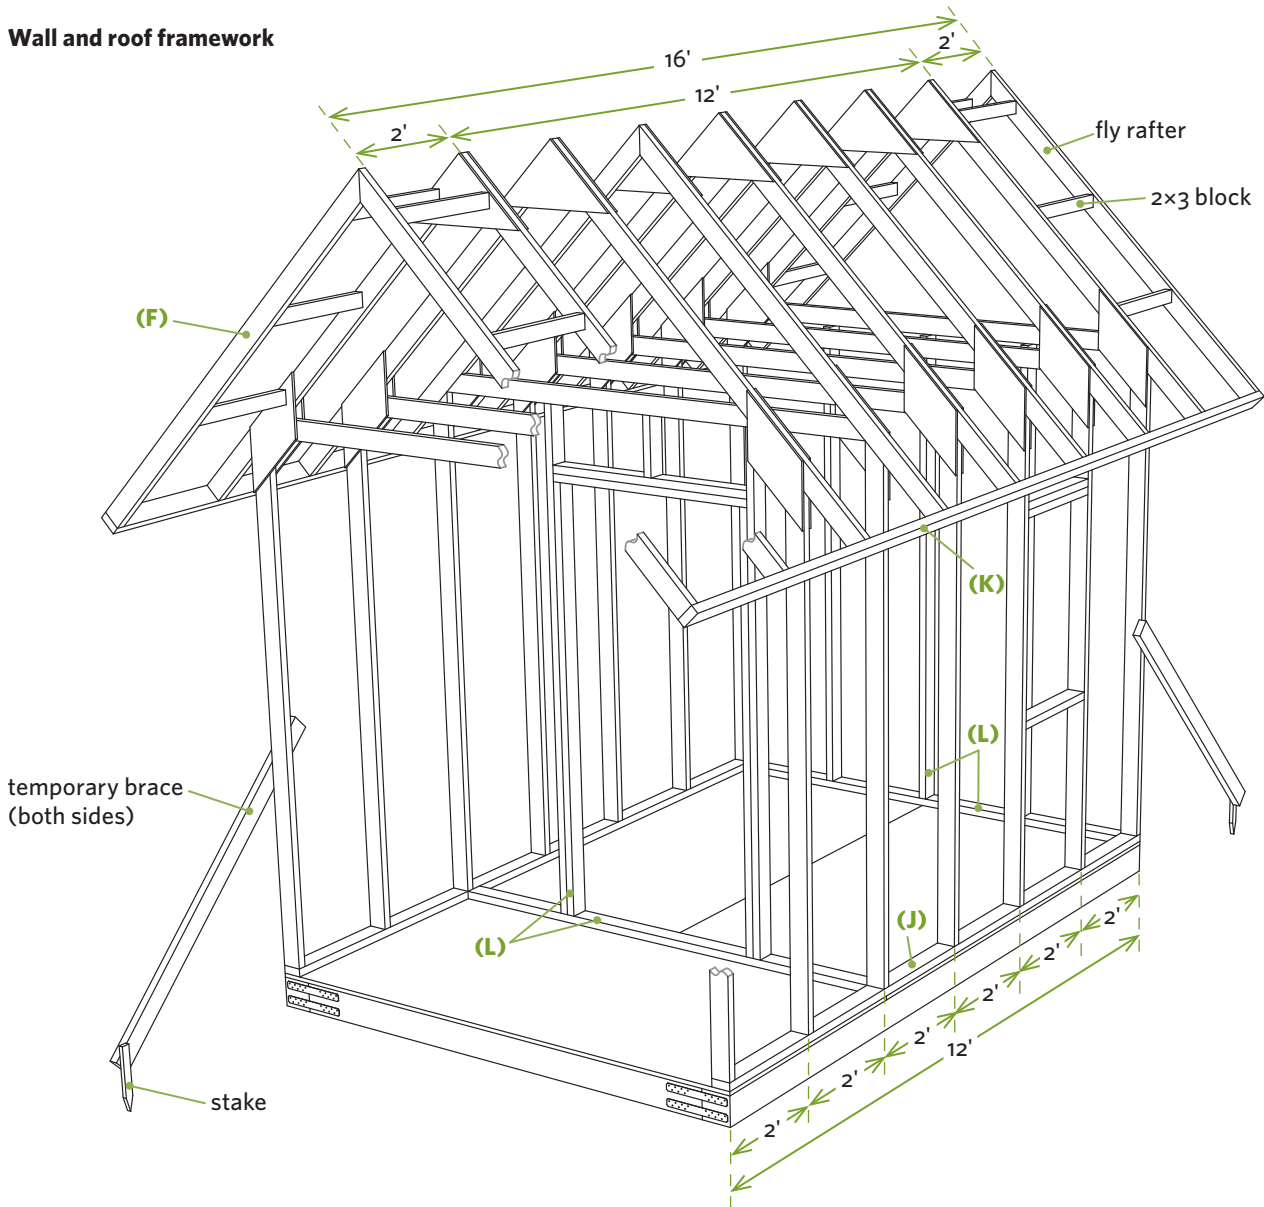 Wall and roof framework
16'
2'
12'
2'
fly rafter
2×3 block
(F)
(K)
(L)
temporary brace
(both sides)
(J)
(L)
2'
2'
2'
2'
12'
2'
2'
stake